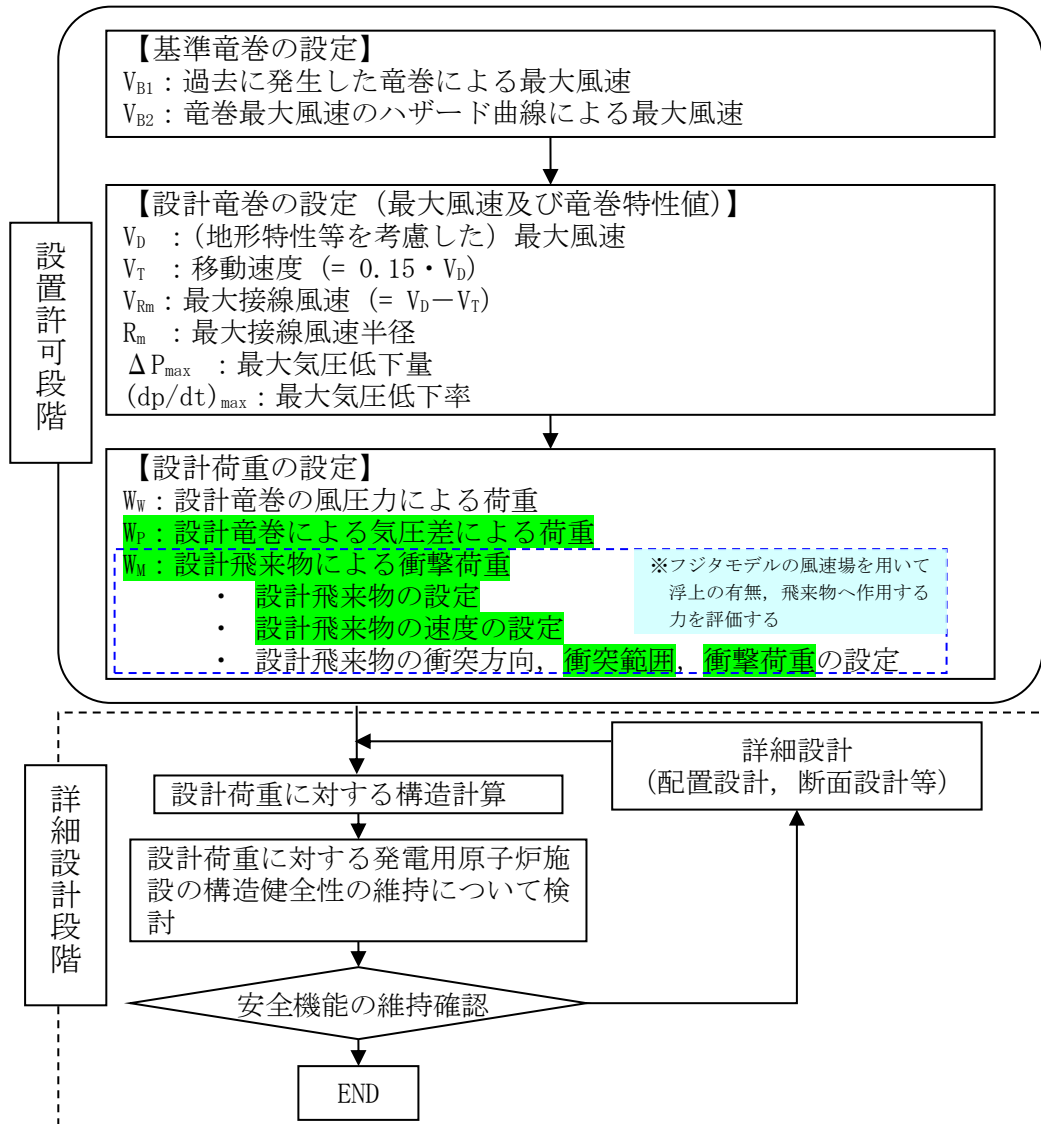 【基準竜巻の設定】
V_B1：過去に発生した竜巻による最大風速
V_B2：竜巻最大風速のハザード曲線による最大風速
設置許可段階
【設計竜巻の設定（最大風速及び竜巻特性値）】
V_D ：（地形特性等を考慮した）最大風速
V_T ：移動速度（= 0.15・V_D）
V_Rm：最大接線風速（= V_D－V_T）
R_m ：最大接線風速半径
ΔP_max ：最大気圧低下量
(dp/dt)_max：最大気圧低下率
【設計荷重の設定】
W_W：設計竜巻の風圧力による荷重
W_P：設計竜巻による気圧差による荷重
W_M：設計飛来物による衝撃荷重
・ 設計飛来物の設定
・ 設計飛来物の速度の設定
・ 設計飛来物の衝突方向，衝突範囲，衝撃荷重の設定
※フジタモデルの風速場を用いて
浮上の有無，飛来物へ作用する
力を評価する
詳細設計段階
詳細設計
（配置設計，断面設計等）
設計荷重に対する構造計算
設計荷重に対する発電用原子炉施
設の構造健全性の維持について検
討
安全機能の維持確認
END